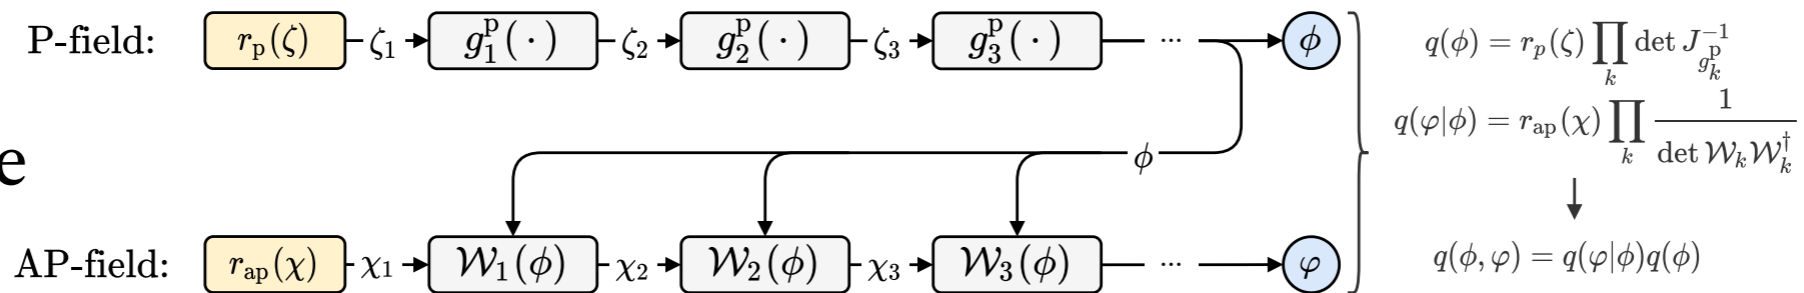 P-field: r_p(ζ) ζ_1 g_1^p(·) ζ_2 g_2^p(·) ζ_3 g_3^p(·) ... ϕ
q(ϕ) = r_p(ζ) ∏_k det J_{g_k^p}^{-1}
q(φ|ϕ) = r_ap(χ) ∏_k 1 / det 𝒲_k 𝒲_k^†
e
ϕ
AP-field: r_ap(χ) χ_1 𝒲_1(ϕ) χ_2 𝒲_2(ϕ) χ_3 𝒲_3(ϕ) ... φ
q(ϕ, φ) = q(φ|ϕ)q(ϕ)